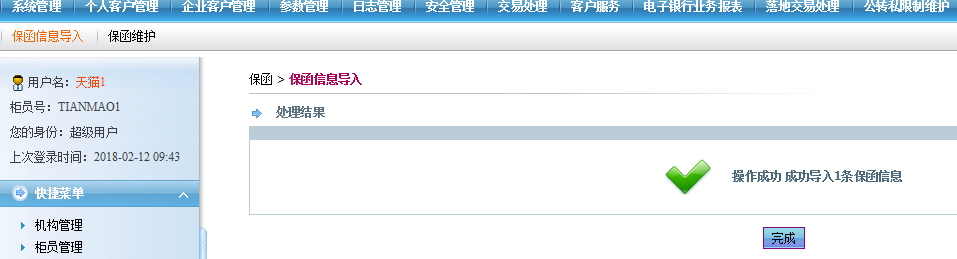 系统管理 个人客户管理 企业客户管理 参数管理 日志管理 安全管理 交易处理 客户服务 电子银行业务报表 落地交易处理 公转私限制维护
保函信息导入 保函维护
用户名：天猫1
柜员号：TIANMAO1
您的身份：超级用户
上次登录时间：2018-02-12 09:43
快捷菜单
机构管理
柜员管理
保函 > 保函信息导入
处理结果
操作成功 成功导入1条保函信息
完成